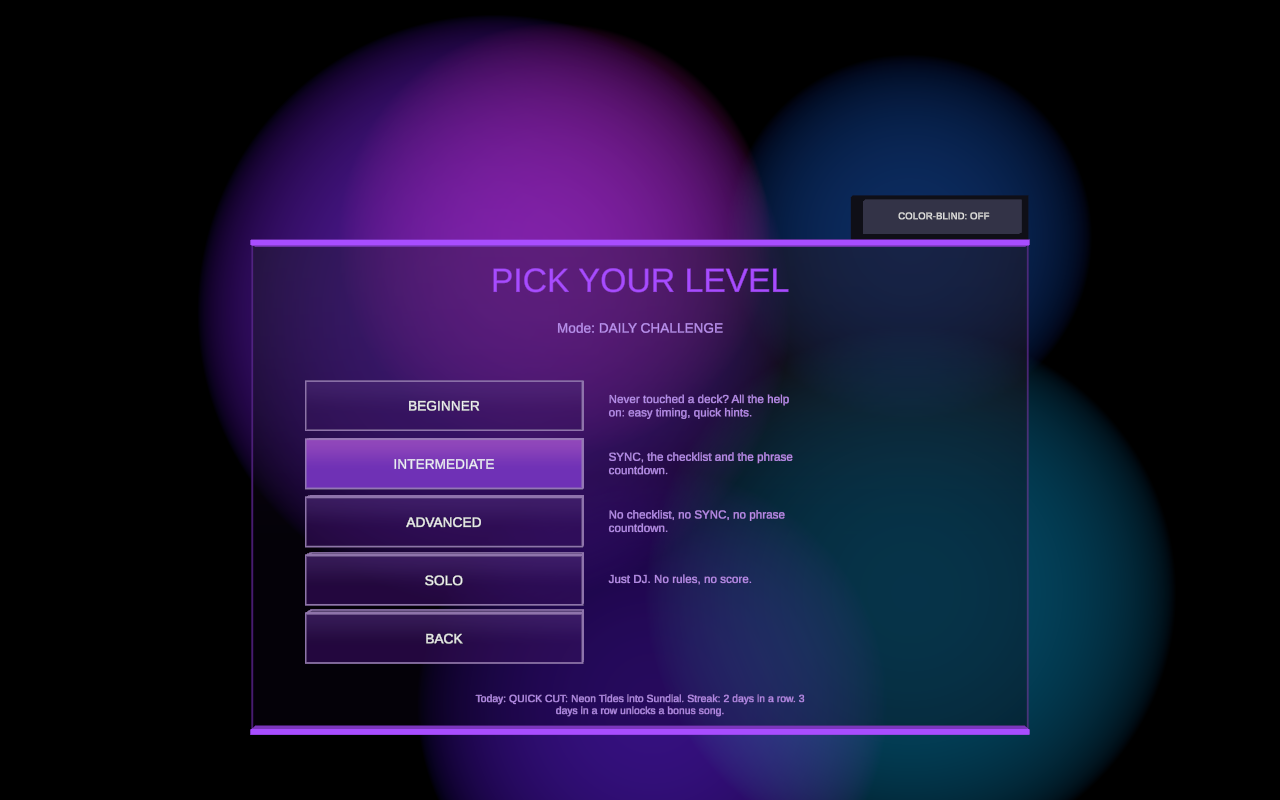 COLOR-BLIND: OFF
PICK YOUR LEVEL
Mode: DAILY CHALLENGE
BEGINNER
Never touched a deck? All the help
on: easy timing, quick hints.
INTERMEDIATE
SYNC, the checklist and the phrase
countdown.
ADVANCED
No checklist, no SYNC, no phrase
countdown.
SOLO
Just DJ. No rules, no score.
BACK
Today: QUICK CUT: Neon Tides into Sundial. Streak: 2 days in a row. 3
days in a row unlocks a bonus song.